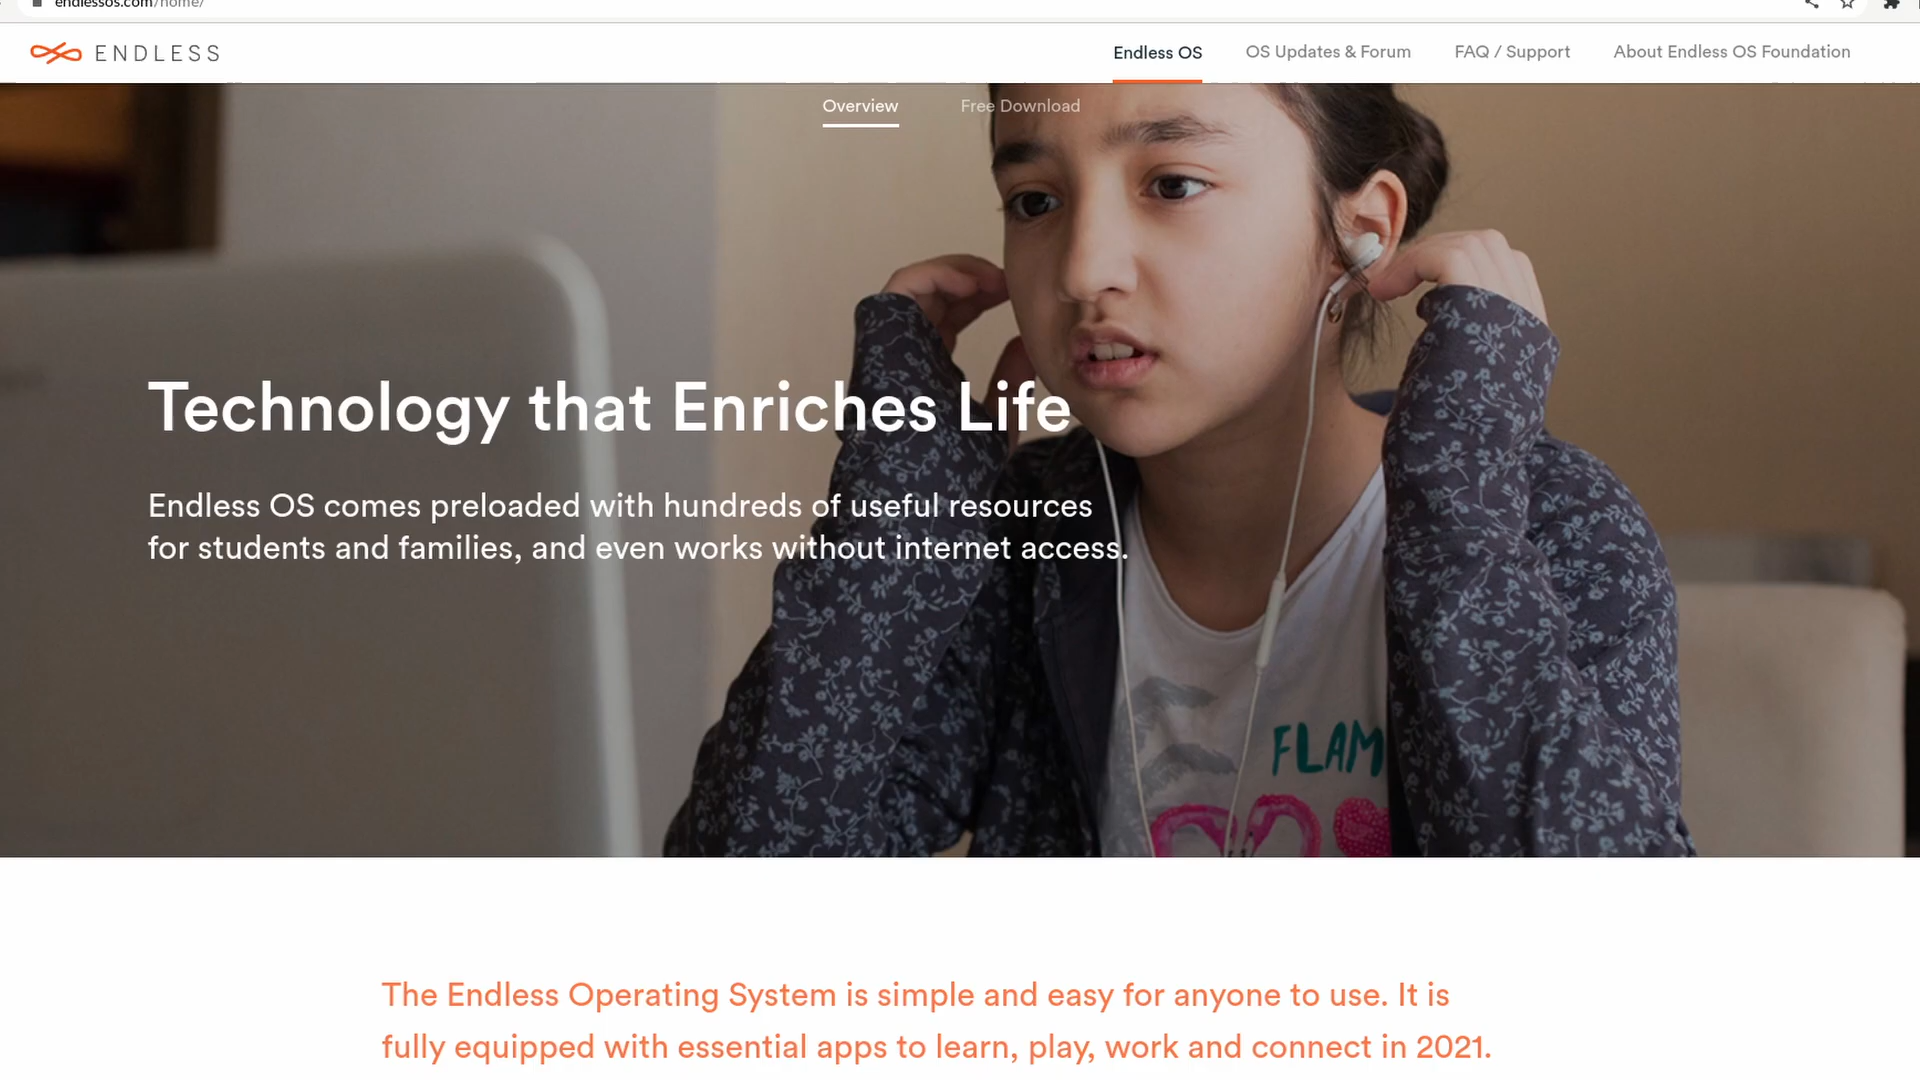 endlessos.com/home/
ENDLESS
Endless OS
OS Updates & Forum
FAQ / Support
About Endless OS Foundation
Overview
Free Download
Technology that Enriches Life
Endless OS comes preloaded with hundreds of useful resources
for students and families, and even works without internet access.
FLAM
The Endless Operating System is simple and easy for anyone to use. It is
fully equipped with essential apps to learn, play, work and connect in 2021.